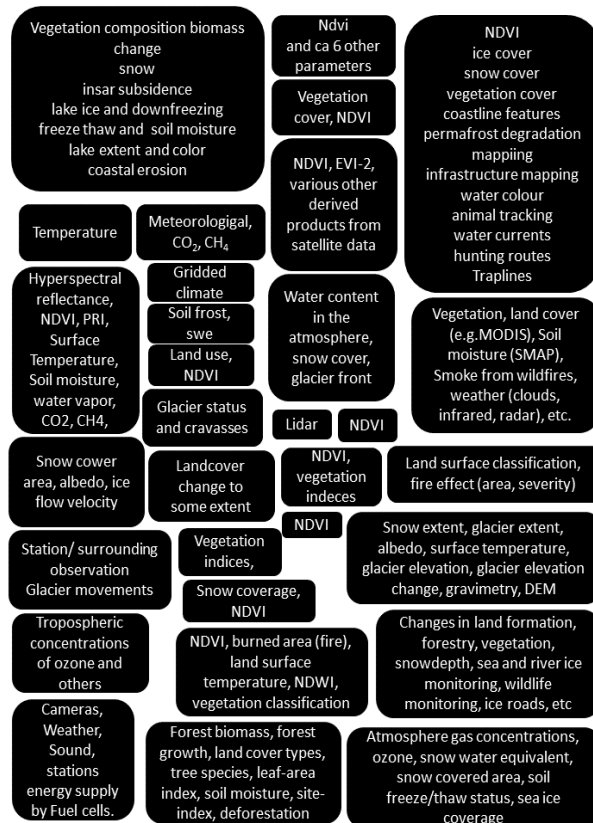 Vegetation composition biomass
change
snow
insar subsidence
lake ice and downfreezing
freeze thaw and soil moisture
lake extent and color
coastal erosion
Ndvi
and ca 6 other
parameters
Vegetation
cover, NDVI
NDVI, EVI-2,
various other
derived
products from
satellite data
NDVI
ice cover
snow cover
vegetation cover
coastline features
permafrost degradation
mappiing
infrastructure mapping
water colour
animal tracking
water currents
hunting routes
Traplines
Temperature
Meteorologigal,
CO2, CH4
Hyperspectral
reflectance,
NDVI, PRI,
Surface
Temperature,
Soil moisture,
water vapor,
CO2, CH4,
Gridded
climate
Soil frost,
swe
Land use,
NDVI
Glacier status
and cravasses
Water content
in the
atmosphere,
snow cover,
glacier front
Lidar
NDVI
Vegetation, land cover
(e.g.MODIS), Soil
moisture (SMAP),
Smoke from wildfires,
weather (clouds,
infrared, radar), etc.
Snow cower
area, albedo, ice
flow velocity
Landcover
change to
some extent
NDVI,
vegetation
indeces
Land surface classification,
fire effect (area, severity)
NDVI
Station/ surrounding
observation
Glacier movements
Vegetation
indices,
Snow coverage,
NDVI
Snow extent, glacier extent,
albedo, surface temperature,
glacier elevation, glacier elevation
change, gravimetry, DEM
Tropospheric
concentrations
of ozone and
others
NDVI, burned area (fire),
land surface
temperature, NDWI,
vegetation classification
Changes in land formation,
forestry, vegetation,
snowdepth, sea and river ice
monitoring, wildlife
monitoring, ice roads, etc
Cameras,
Weather,
Sound,
stations
energy supply
by Fuel cells.
Forest biomass, forest
growth, land cover types,
tree species, leaf-area
index, soil moisture, site-
index, deforestation
Atmosphere gas concentrations,
ozone, snow water equivalent,
snow covered area, soil
freeze/thaw status, sea ice
coverage